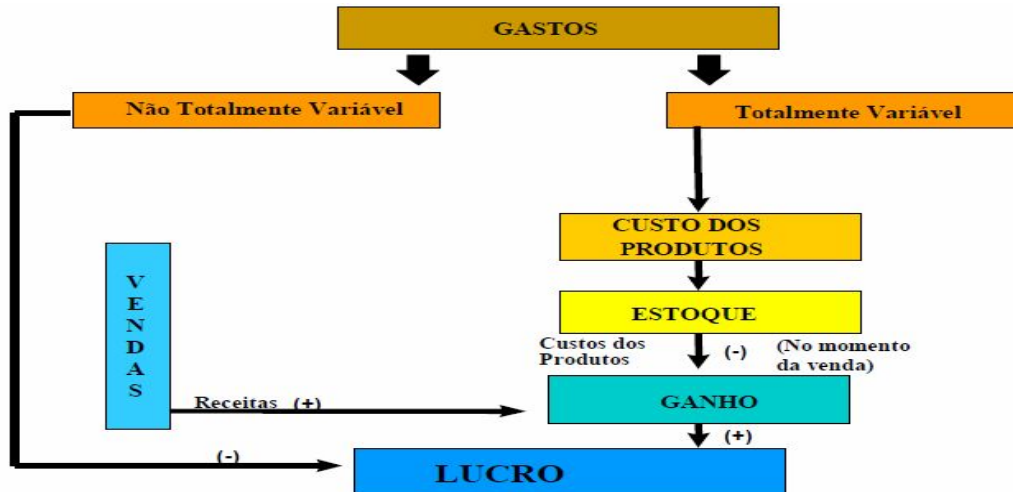 GASTOS
Não Totalmente Variável
Totalmente Variável
CUSTO DOS
PRODUTOS
VENDAS
ESTOQUE
Custos dos
Produtos
(-)
(No momento
da venda)
Receitas (+)
GANHO
(+)
(-)
LUCRO